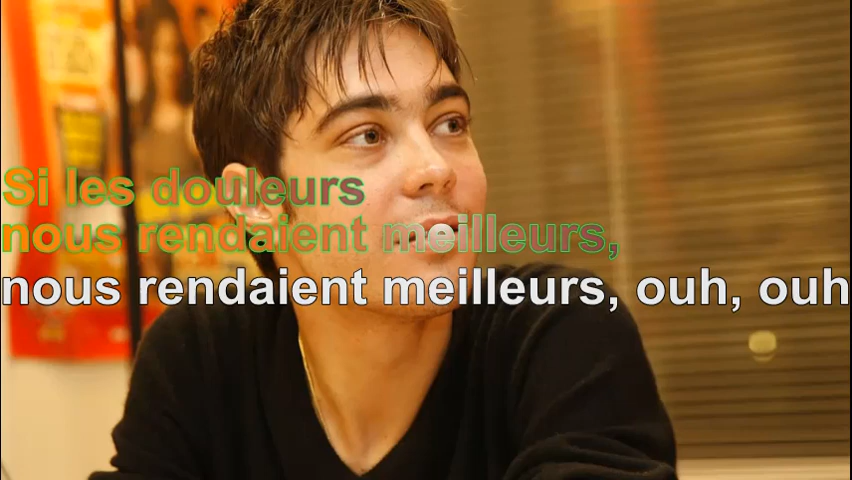 Si les douleurs
nous rendaient meilleurs,
nous rendaient meilleurs, ouh, ouh